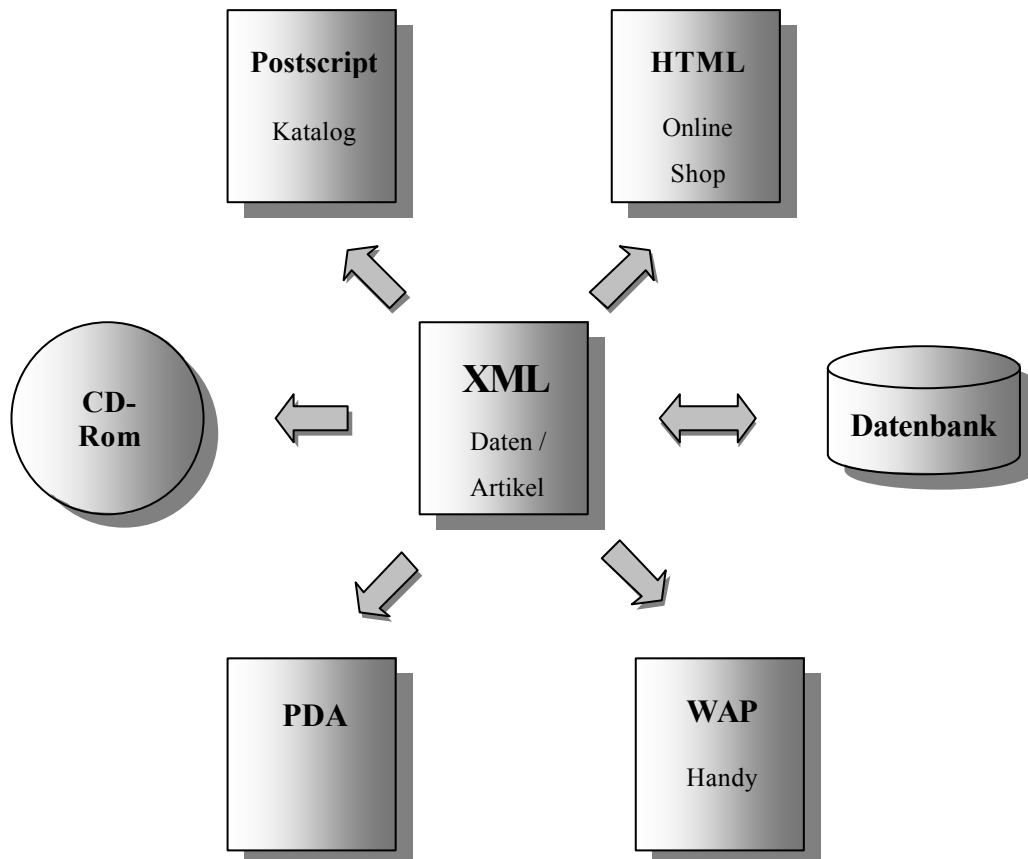 Postscript
Katalog
HTML
Online
Shop
CD-
Rom
XML
Daten /
Artikel
Datenbank
PDA
WAP
Handy